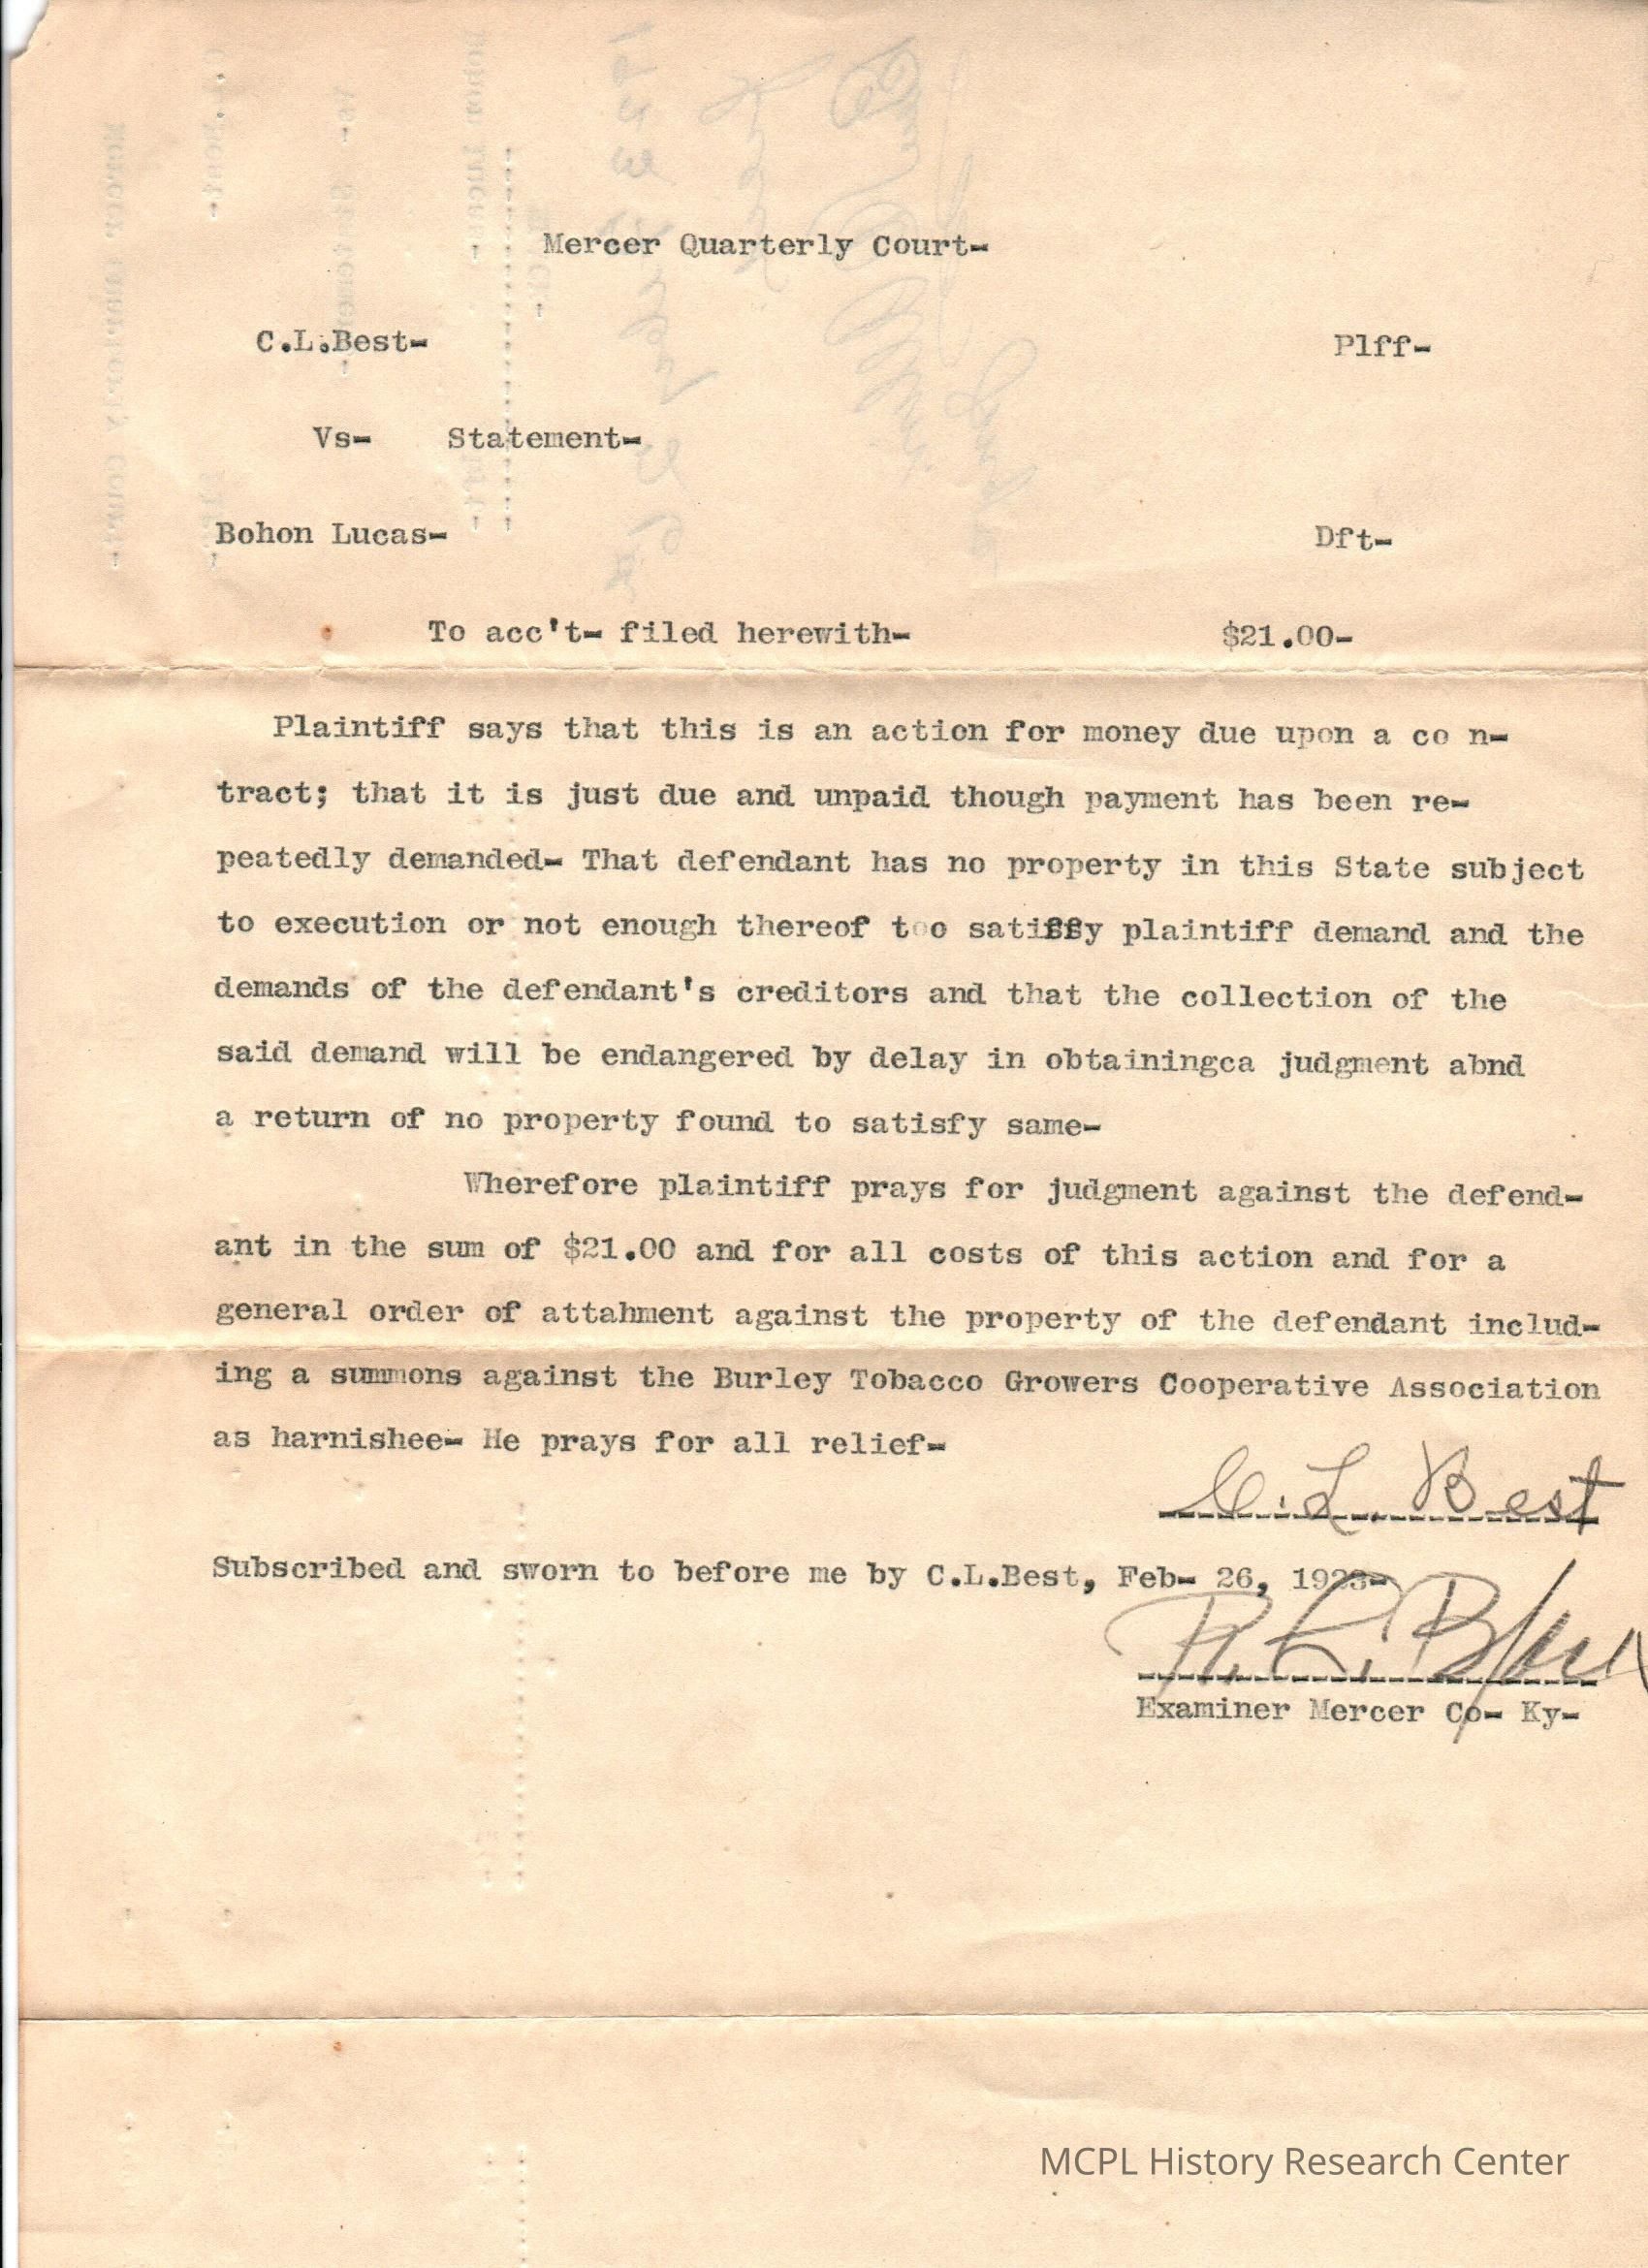 Mercer Quarterly Court-
C.L.Best- Plff-
Vs- Statement-
Bohon Lucas- Dft-
To acc't- filed herewith- $21.00-
Plaintiff says that this is an action for money due upon a co n-
tract; that it is just due and unpaid though payment has been re-
peatedly demanded- That defendant has no property in this State subject
to execution or not enough thereof too satiffy plaintiff demand and the
demands of the defendant's creditors and that the collection of the
said demand will be endangered by delay in obtainingca judgment abnd
a return of no property found to satisfy same-
Wherefore plaintiff prays for judgment against the defend-
ant in the sum of $21.00 and for all costs of this action and for a
general order of attahment against the property of the defendant includ-
ing a summons against the Burley Tobacco Growers Cooperative Association
as harnishee- He prays for all relief-
C. L. Best
Subscribed and sworn to before me by C.L.Best, Feb- 26, 1923-
Examiner Mercer Co- Ky-
MCPL History Research Center